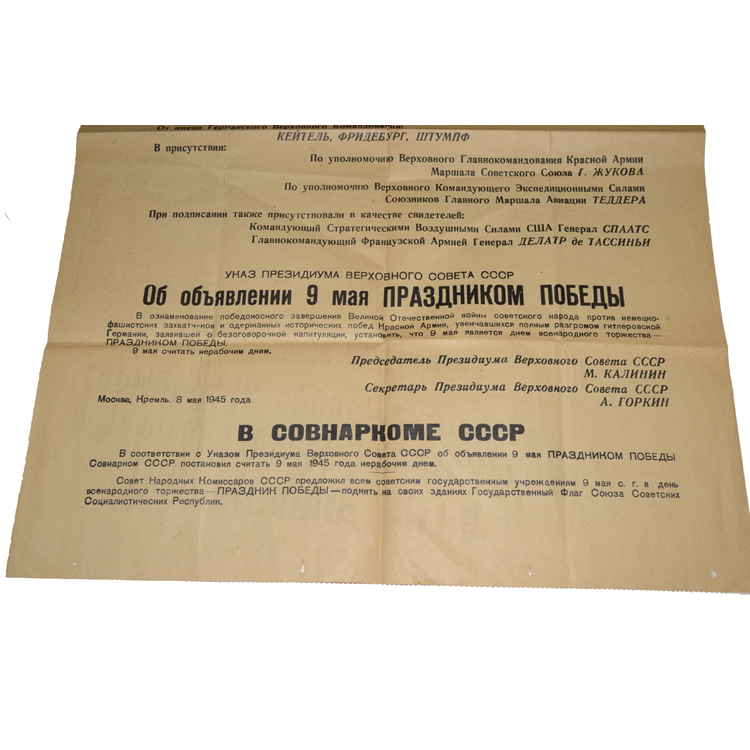 От имени Германского Верховного Командования:
КЕЙТЕЛЬ, ФРИДЕБУРГ, ШТУМПФ
В присутствии:
По уполномочию Верховного Главнокомандования Красной Армии
Маршала Советского Союза Г. ЖУКОВА
По уполномочию Верховного Командующего Экспедиционными Силами
Союзников Главного Маршала Авиации ТЕДДЕРА
При подписании также присутствовали в качестве свидетелей:
Командующий Стратегическими Воздушными Силами США Генерал СПААТС
Главнокомандующий Французской Армией Генерал ДЕЛАТР де ТАССИНЬИ
УКАЗ ПРЕЗИДИУМА ВЕРХОВНОГО СОВЕТА СССР
Об объявлении 9 мая ПРАЗДНИКОМ ПОБЕДЫ
В ознаменование победоносного завершения Великой Отечественной войны советского народа против немецко-
фашистских захватчиков и одержанных исторических побед Красной Армии, увенчавшихся полным разгромом гитлеровской
Германии, заявившей о безоговорочной капитуляции, установить, что 9 мая является днем всенародного торжества—
ПРАЗДНИКОМ ПОБЕДЫ.
9 мая считать нерабочим днем.
Председатель Президиума Верховного Совета СССР
М. КАЛИНИН
Секретарь Президиума Верховного Совета СССР
А. ГОРКИН
Москва, Кремль. 8 мая 1945 года
В СОВНАРКОМЕ СССР
В соответствии с Указом Президиума Верховного Совета СССР об объявлении 9 мая ПРАЗДНИКОМ ПОБЕДЫ
Совнарком СССР постановил считать 9 мая 1945 года нерабочим днем.
Совет Народных Комиссаров СССР предложил всем советским государственным учреждениям 9 мая с. г. в день
всенародного торжества—ПРАЗДНИК ПОБЕДЫ—поднять на своих зданиях Государственный Флаг Союза Советских
Социалистических Республик.